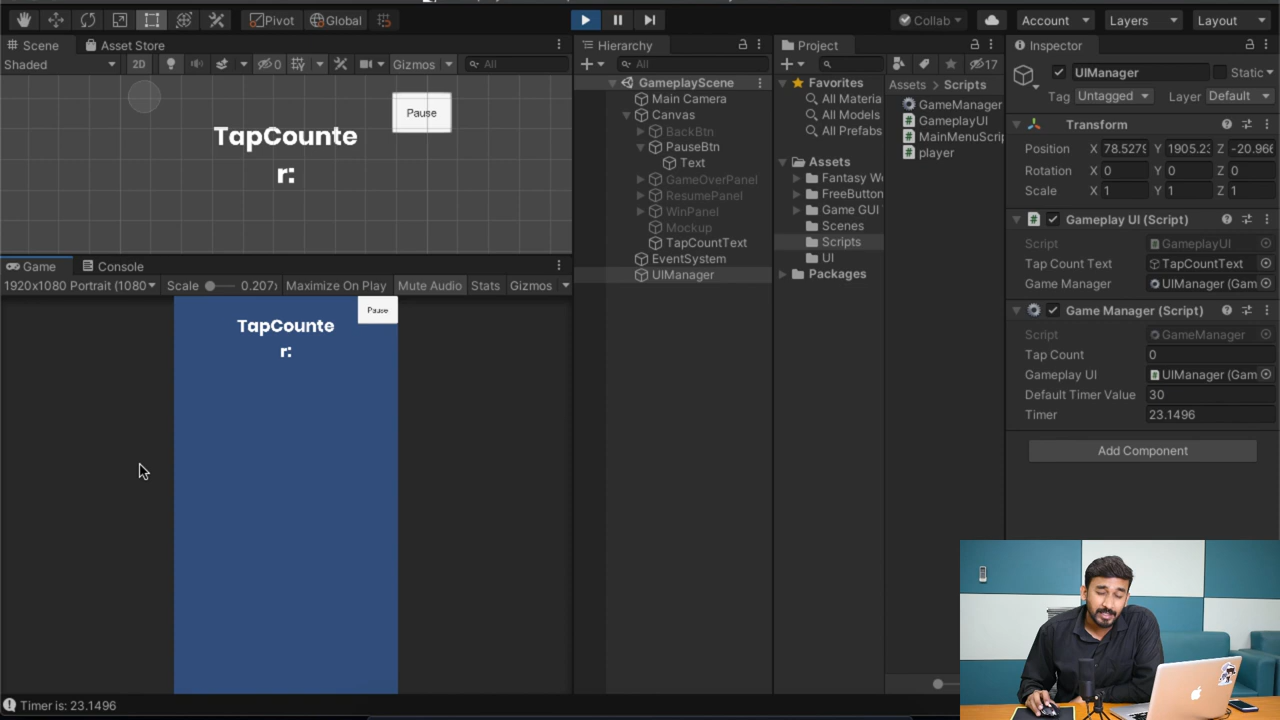 Pivot
Global
Collab
Account
Layers
Layout
Scene
Asset Store
Shaded
2D
0
Gizmos
All
Pause
TapCounte
r:
Game
Console
1920x1080 Portrait (1080
Scale
0.207
Maximize On Play
Mute Audio
Stats
Gizmos
Pause
TapCounte
r:
Timer is: 23.1496
Hierarchy
All
GameplayScene
Main Camera
Canvas
BackBtn
PauseBtn
Text
GameOverPanel
ResumePanel
WinPanel
Mockup
TapCountText
EventSystem
UIManager
Project
17
Favorites
All Materia
All Models
All Prefabs
Assets
Fantasy W
FreeButton
Game GUI
Scenes
Scripts
UI
Packages
Assets > Scripts
GameManager
GameplayUI
MainMenuScrip
player
Inspector
UIManager
Static
Tag Untagged
Layer Default
Transform
Position X 78.5279 Y 1905.23 Z -20.966
Rotation X 0 Y 0 Z 0
Scale X 1 Y 1 Z 1
Gameplay UI (Script)
Script GameplayUI
Tap Count Text TapCountText
Game Manager UIManager (Gam
Game Manager (Script)
Script GameManager
Tap Count 0
Gameplay UI UIManager (Gam
Default Timer Value 30
Timer 23.1496
Add Component